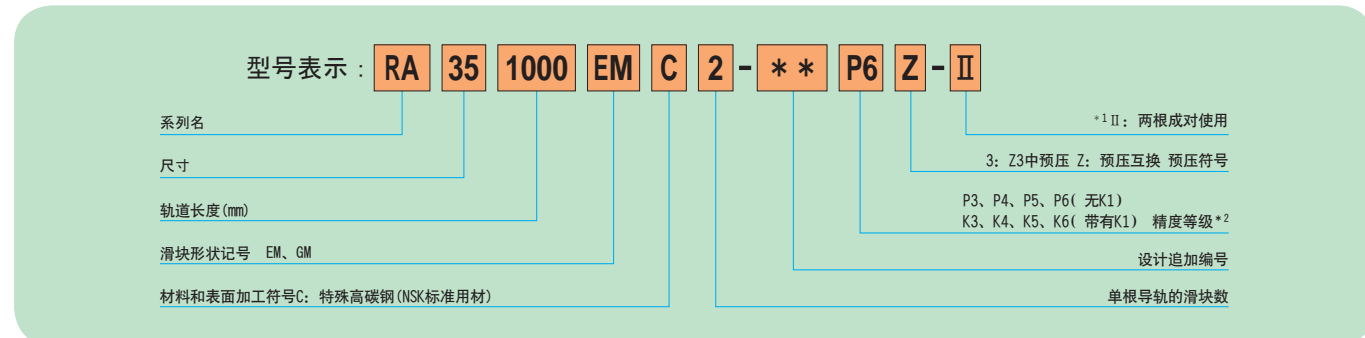 型号表示：RA 35 1000 EM C 2 - ＊＊ P6 Z - Ⅱ
系列名
*1Ⅱ：两根成对使用
尺寸
3：Z3中预压 Z：预压互换 预压符号
轨道长度(mm)
P3、P4、P5、P6( 无K1)
K3、K4、K5、K6( 带有K1) 精度等级*2
滑块形状记号 EM、GM
设计追加编号
材料和表面加工符号C：特殊高碳钢(NSK标准用材)
单根导轨的滑块数